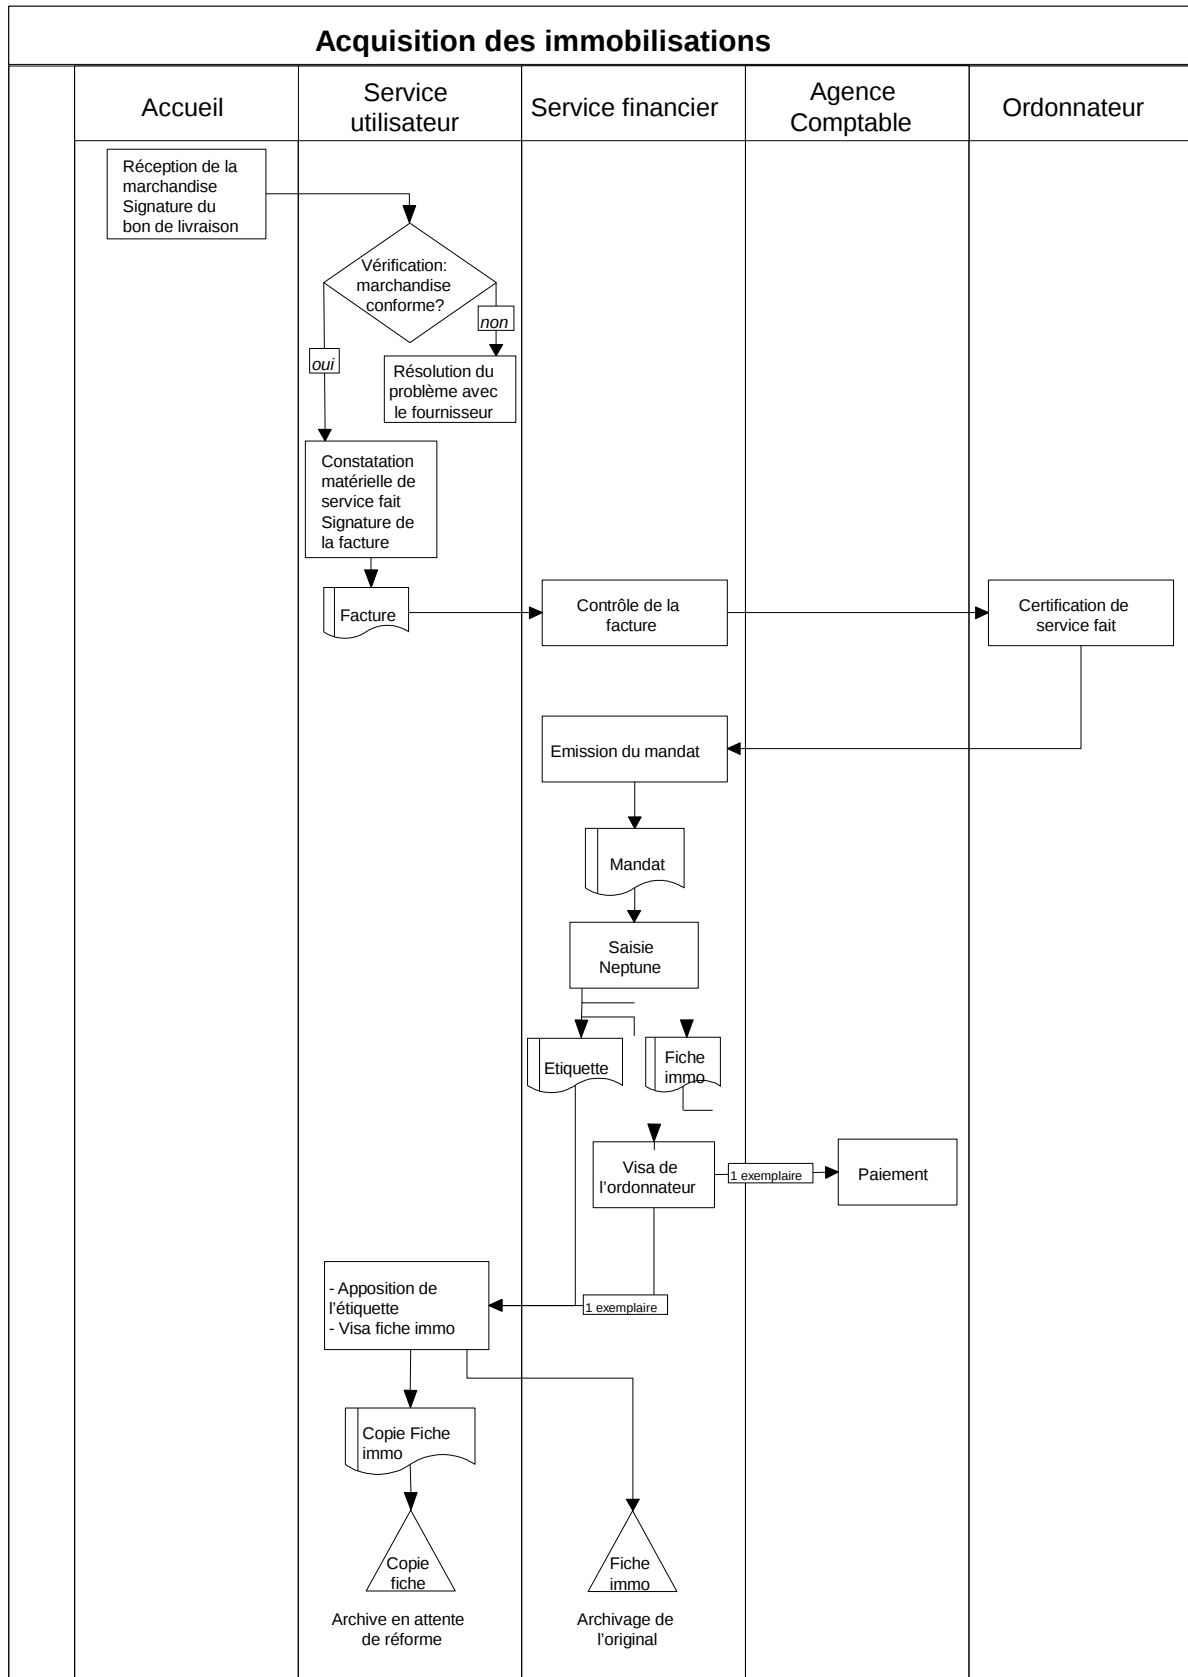 Acquisition des immobilisations
Accueil
Service
utilisateur
Service financier
Agence
Comptable
Ordonnateur
Réception de la
marchandise
Signature du
bon de livraison
Vérification:
marchandise
conforme?
non
oui
Résolution du
problème avec
le fournisseur
Constatation
matérielle de
service fait
Signature de
la facture
Facture
Contrôle de la
facture
Certification de
service fait
Emission du mandat
Mandat
Saisie
Neptune
Etiquette
Fiche
immo
Visa de
l’ordonnateur
1 exemplaire
Paiement
- Apposition de
l’étiquette
- Visa fiche immo
1 exemplaire
Copie Fiche
immo
Copie
fiche
Fiche
immo
Archive en attente
de réforme
Archivage de
l’original